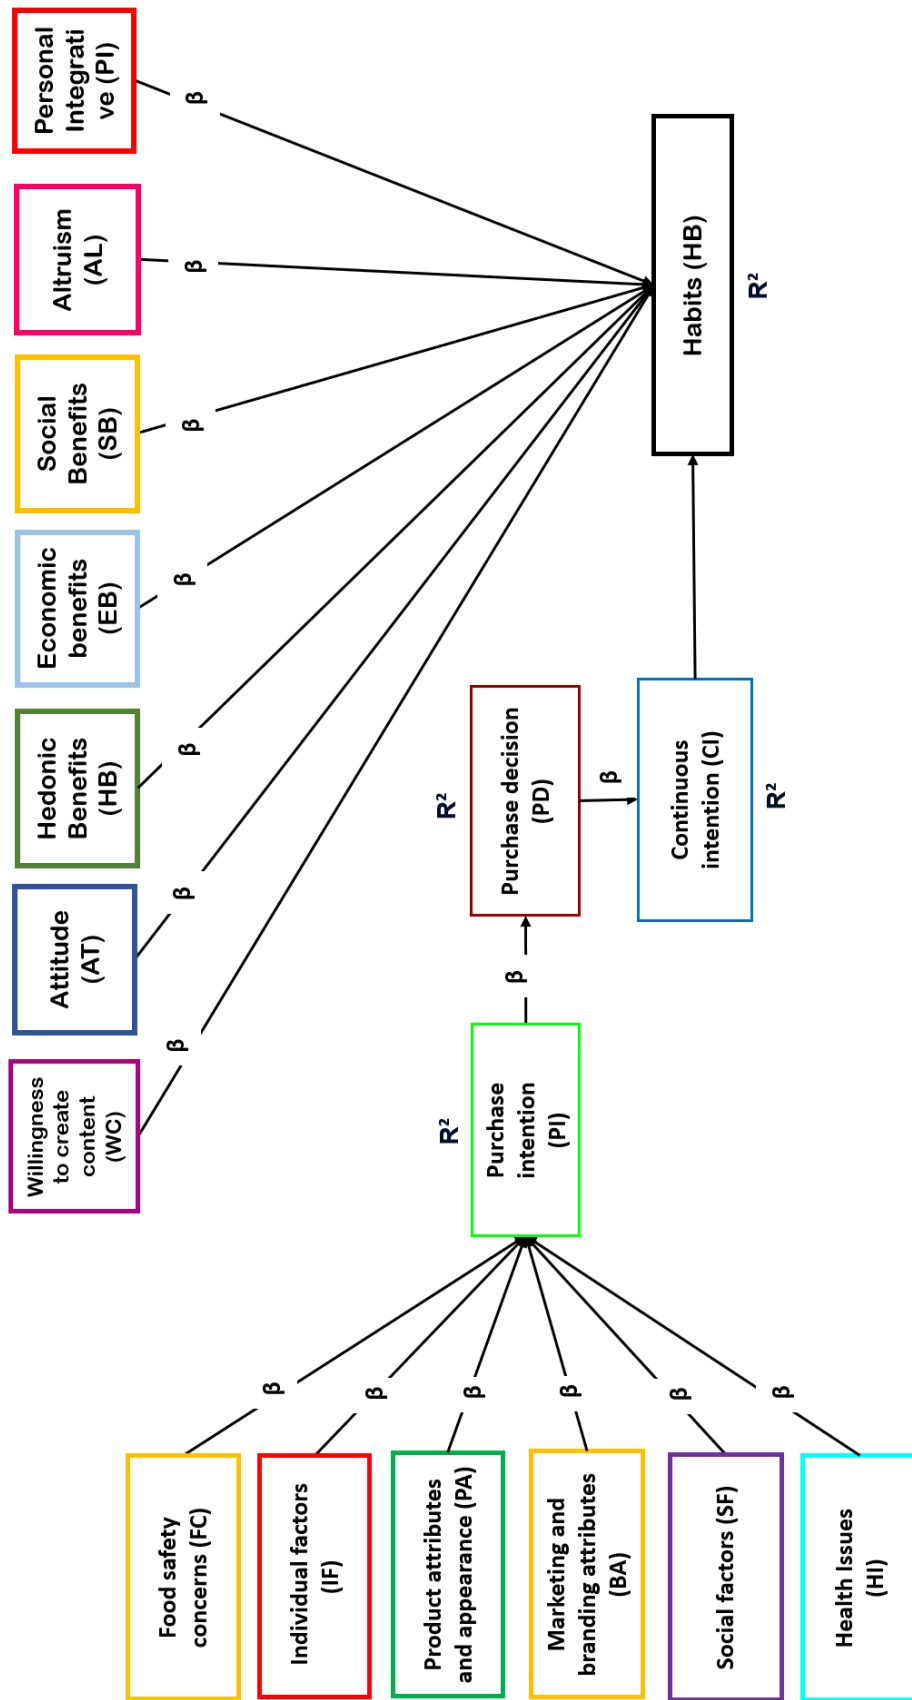 Willingness
to create
content
(WC)
Attitude
(AT)
Hedonic
Benefits
(HB)
Economic
benefits
(EB)
Social
Benefits
(SB)
Altruism
(AL)
Personal
Integrati
ve (PI)
β
β
β
β
β
β
β
Food safety
concerns (FC)
Individual factors
(IF)
Product attributes
and appearance (PA)
Marketing and
branding attributes
(BA)
Social factors (SF)
Health Issues
(HI)
β
β
β
β
β
β
R²
Purchase
intention
(PI)
β
R²
Purchase decision
(PD)
β
Continuous
intention (CI)
R²
Habits (HB)
R²